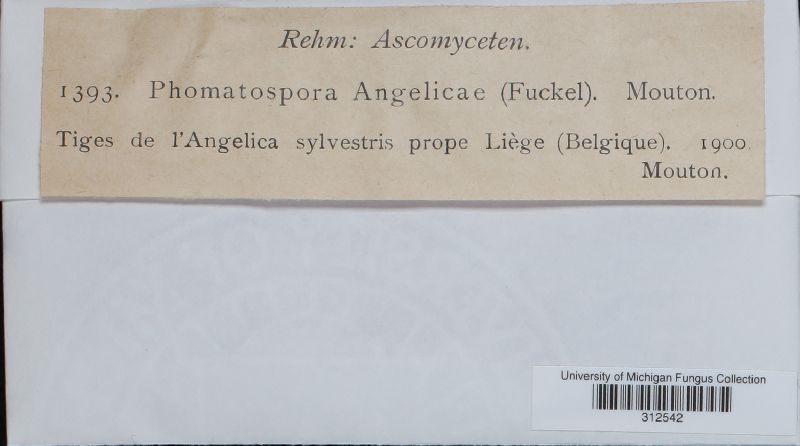 Rehm: Ascomyceten.
1393. Phomatospora Angelicae (Fuckel). Mouton.
Tiges de l'Angelica sylvestris prope Liège (Belgique). 1900.
Mouton.
University of Michigan Fungus Collection
312542